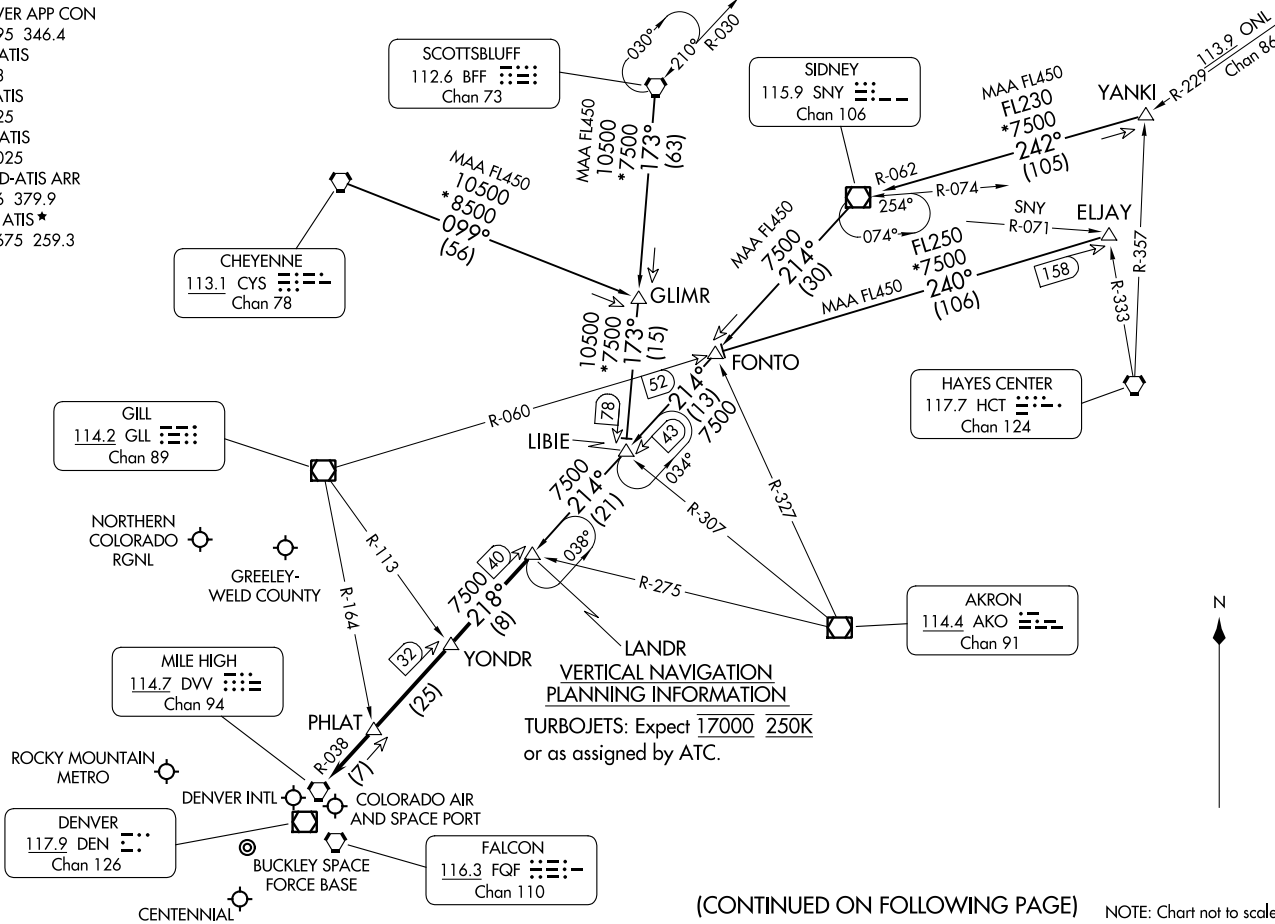 VER APP CON
95 346.4
ATIS
ATIS
25
ATIS
025
D-ATIS ARR
379.9
ATIS★
675 259.3
SCOTTSBLUFF
112.6 BFF
Chan 73
030°
210°
R-030
SIDNEY
115.9 SNY
Chan 106
113.9 ONL
Chan 86
R-229
YANKI
MAA FL450
FL230
*7500
242°
(105)
R-062
R-074
254°
074°
SNY
R-071
ELJAY
R-357
R-333
MAA FL450
10500
*7500
173°
(63)
MAA FL450
10500
*8500
099°
(56)
CHEYENNE
113.1 CYS
Chan 78
GLIMR
MAA FL450
7500
214°
(30)
FL250
*7500
240°
(106)
MAA FL450
158
10500
*7500
173°
(15)
FONTO
HAYES CENTER
117.7 HCT
Chan 124
GILL
114.2 GLL
Chan 89
R-060
52
78
214°
(13)
7500
LIBIE
43
034°
R-327
R-307
NORTHERN
COLORADO
RGNL
GREELEY-
WELD COUNTY
R-113
R-164
7500
214°
(21)
40
038°
R-275
7500
218°
(8)
32
YONDR
LANDR
AKRON
114.4 AKO
Chan 91
N
VERTICAL NAVIGATION
PLANNING INFORMATION
TURBOJETS: Expect 17000 250K
or as assigned by ATC.
MILE HIGH
114.7 DVV
Chan 94
(25)
PHLAT
R-038
(7)
ROCKY MOUNTAIN
METRO
DENVER INTL
COLORADO AIR
AND SPACE PORT
DENVER
117.9 DEN
Chan 126
BUCKLEY SPACE
FORCE BASE
FALCON
116.3 FQF
Chan 110
CENTENNIAL
(CONTINUED ON FOLLOWING PAGE)
NOTE: Chart not to scale